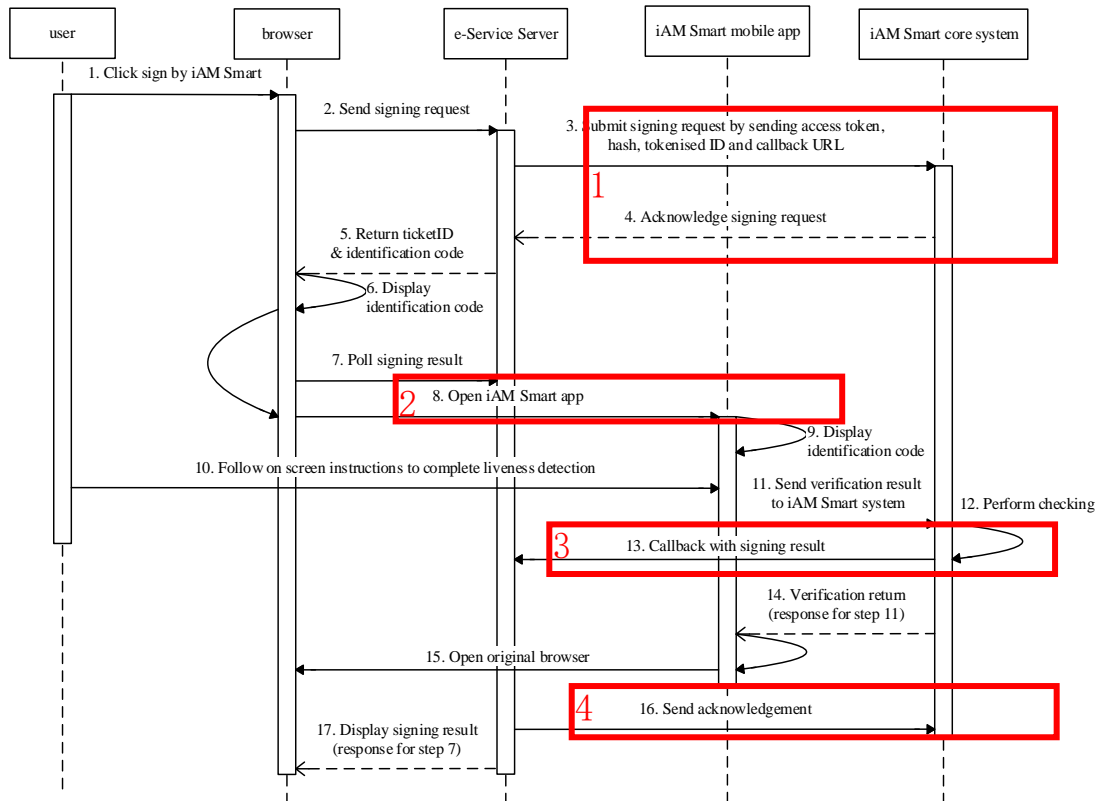 user
browser
e-Service Server
iAM Smart mobile app
iAM Smart core system
1. Click sign by iAM Smart
2. Send signing request
3. Submit signing request by sending access token,
hash, tokenised ID and callback URL
1
4. Acknowledge signing request
5. Return ticketID
& identification code
6. Display
identification code
7. Poll signing result
2
8. Open iAM Smart app
9. Display
identification code
10. Follow on screen instructions to complete liveness detection
11. Send verification result
to iAM Smart system
12. Perform checking
3
13. Callback with signing result
14. Verification return
(response for step 11)
15. Open original browser
4
16. Send acknowledgement
17. Display signing result
(response for step 7)